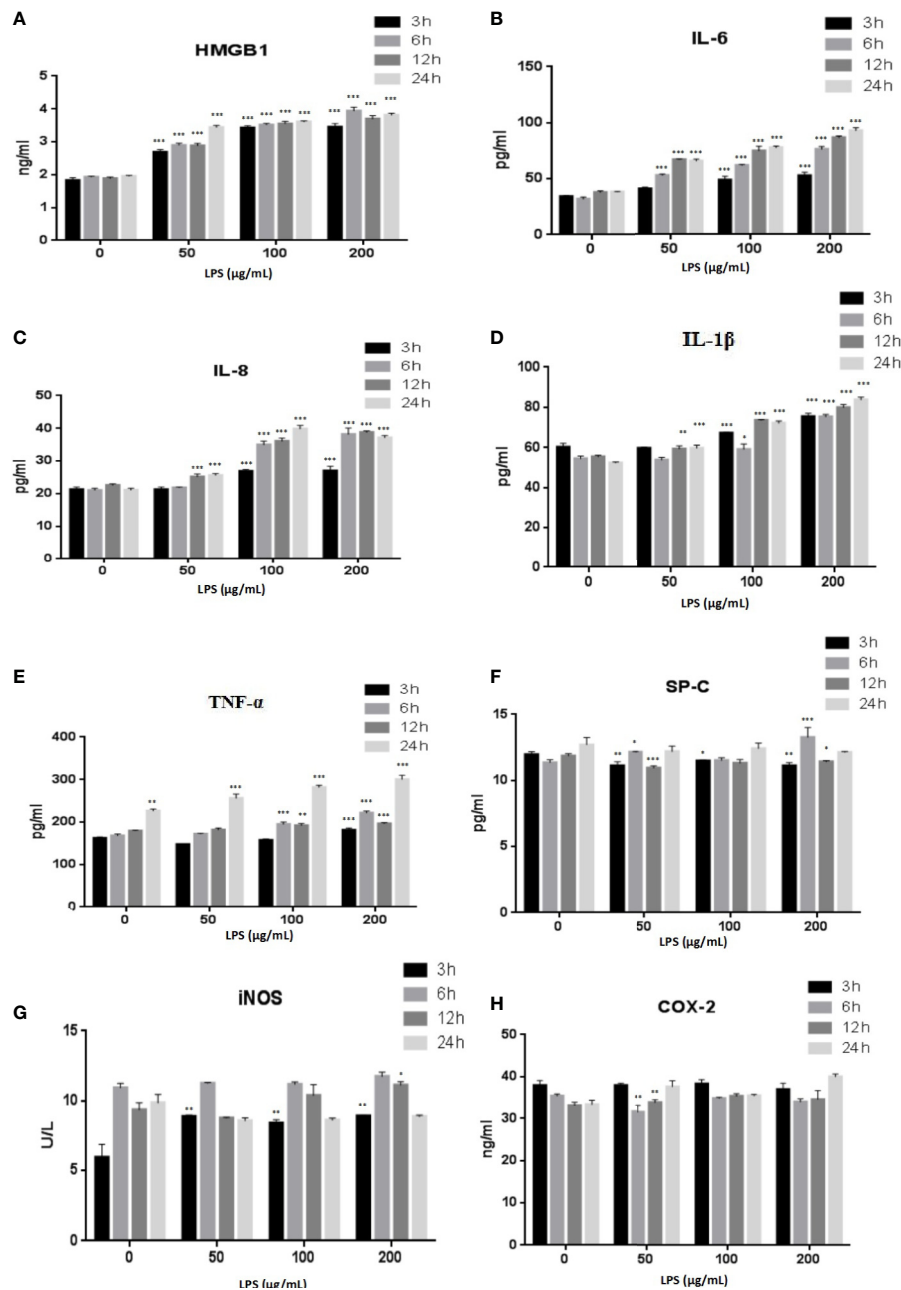 A
HMGB1
3h
6h
12h
24h
5
4
3
2
1
0
ng/ml
*** *** *** *** *** *** *** *** *** *** *** ***
0 50 100 200
LPS (µg/mL)
B
IL-6
3h
6h
12h
24h
150
100
50
0
pg/ml
*** *** *** *** *** *** *** *** *** *** ***
0 50 100 200
LPS (µg/mL)
C
IL-8
3h
6h
12h
24h
50
40
30
20
10
0
pg/ml
*** *** *** *** *** *** *** *** *** ***
0 50 100 200
LPS (µg/mL)
D
IL-1β
3h
6h
12h
24h
100
80
60
40
20
0
pg/ml
** *** *** * *** *** *** *** *** ***
0 50 100 200
LPS (µg/mL)
E
TNF-α
3h
6h
12h
24h
400
300
200
100
0
pg/ml
** *** *** ** *** *** *** *** ***
0 50 100 200
LPS (µg/mL)
F
SP-C
3h
6h
12h
24h
15
10
5
0
pg/ml
** * *** * ** *** *
0 50 100 200
LPS (µg/mL)
G
iNOS
3h
6h
12h
24h
15
10
5
0
U/L
** ** ** *
0 50 100 200
LPS (µg/mL)
H
COX-2
3h
6h
12h
24h
50
40
30
20
10
0
ng/ml
** **
0 50 100 200
LPS (µg/mL)